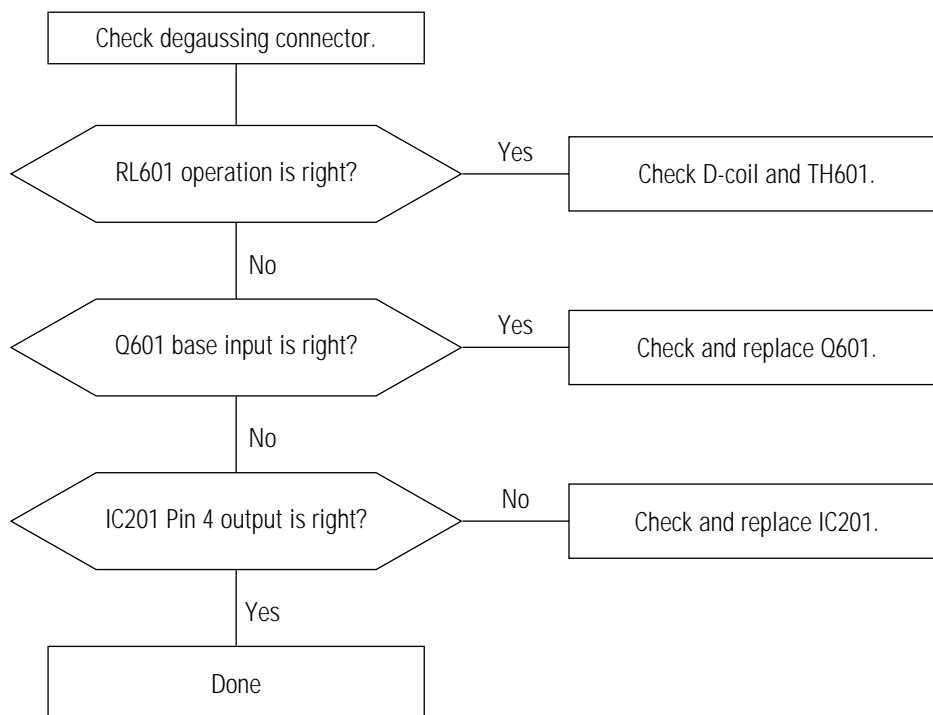 Check degaussing connector.
RL601 operation is right?
Yes
Check D-coil and TH601.
No
Q601 base input is right?
Yes
Check and replace Q601.
No
IC201 Pin 4 output is right?
No
Check and replace IC201.
Yes
Done